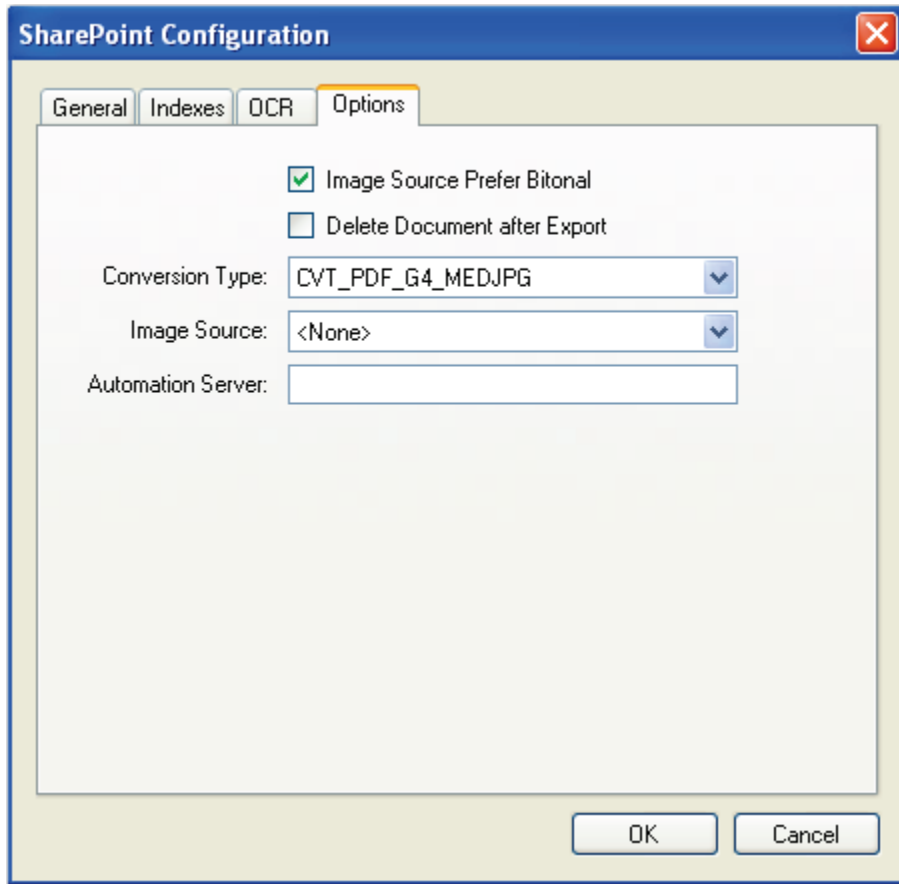 SharePoint Configuration
General Indexes OCR Options
Image Source Prefer Bitonal
Delete Document after Export
Conversion Type: CVT_PDF_G4_MEDJPG
Image Source: <None>
Automation Server:
OK Cancel